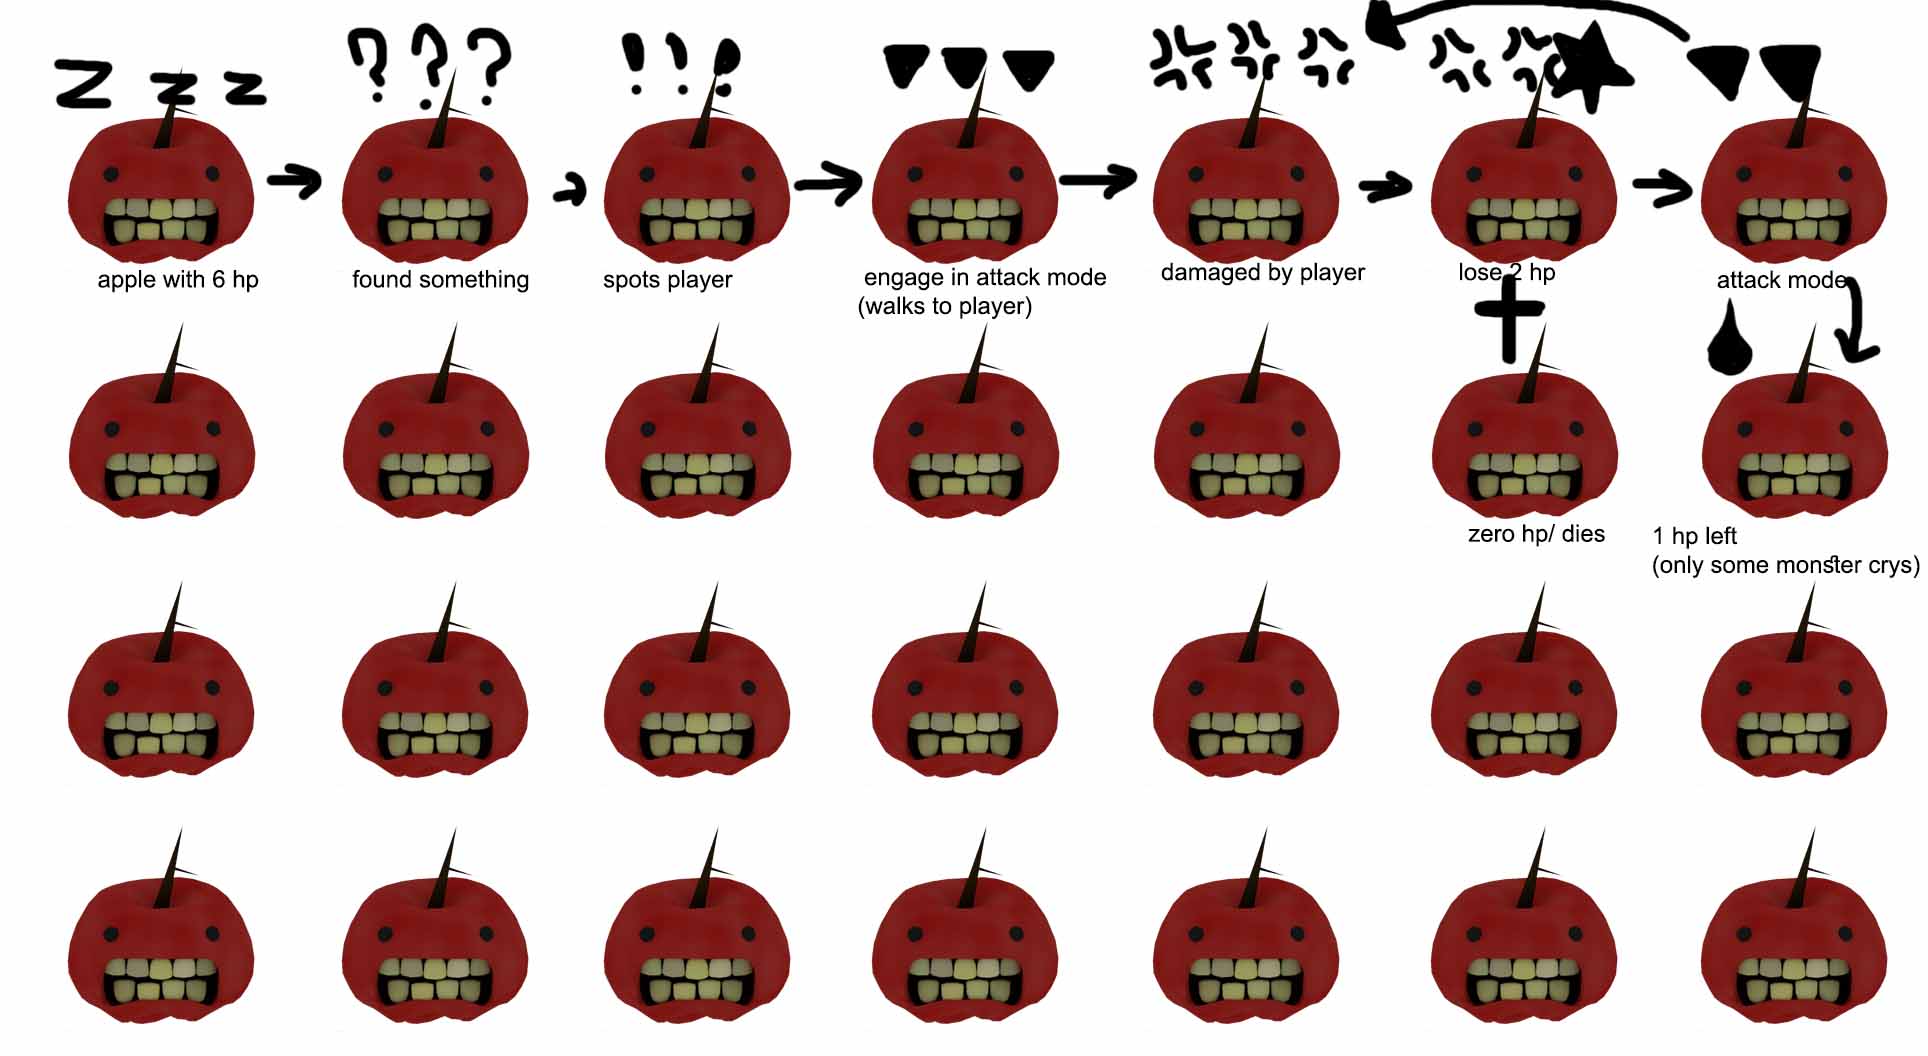 Z z z
? ? ?
! ! !
apple with 6 hp
found something
spots player
engage in attack mode
(walks to player)
damaged by player
lose 2 hp
attack mode
zero hp/ dies
1 hp left
(only some monster crys)